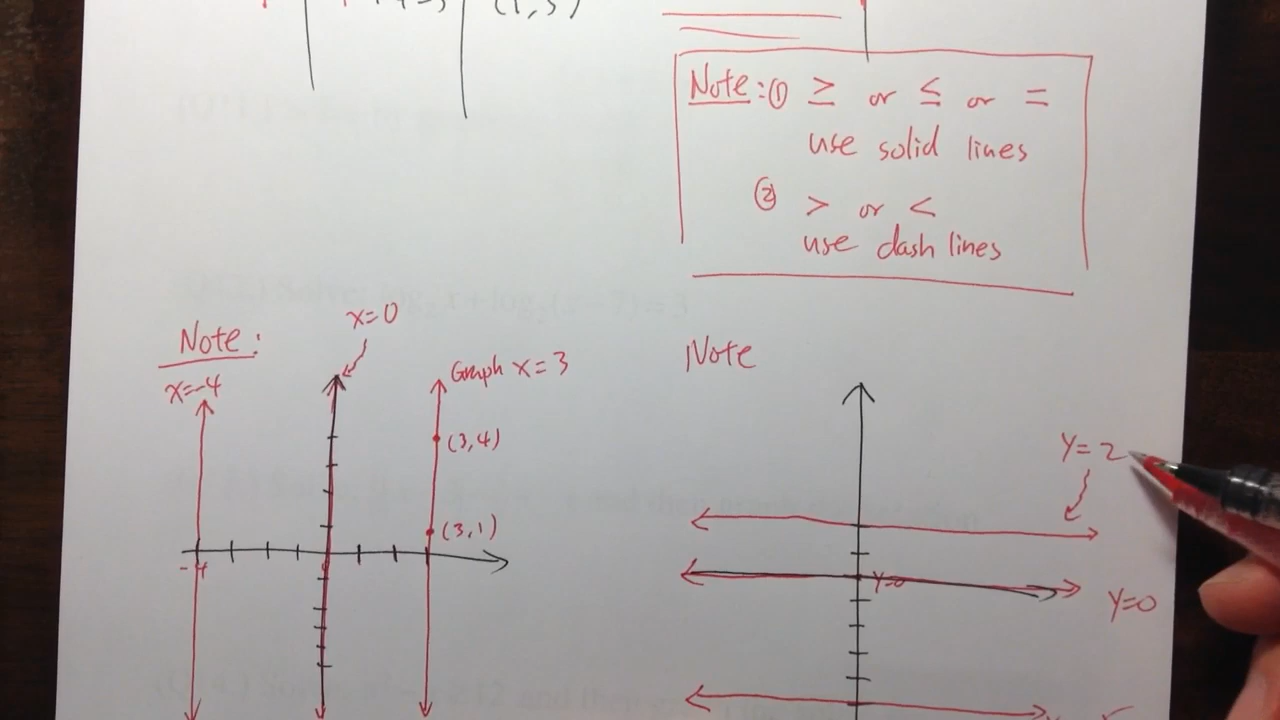 (1, 3)
Note: ① ≥ or ≤ or =
use solid lines
② > or <
use dash lines
Note:
x=0
x=-4
Graph x=3
(3,4)
(3,1)
-4
Note
y=2
y=0
y=0